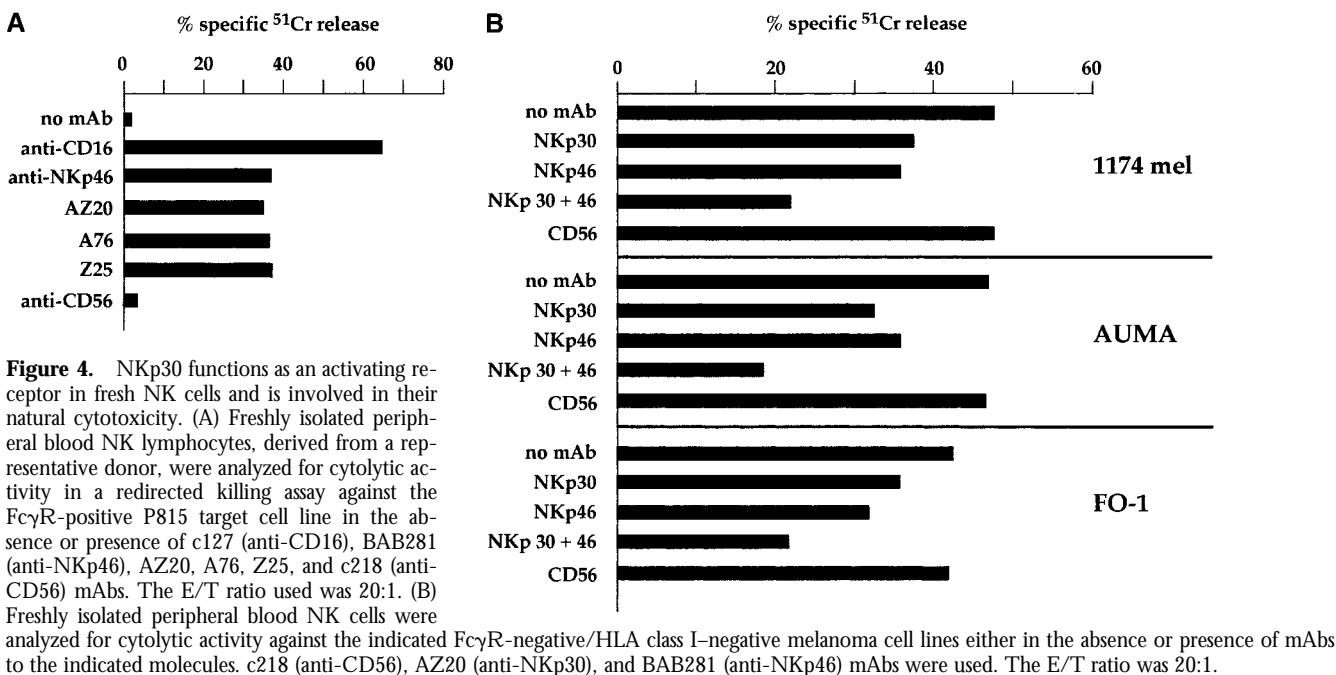 A
% specific ⁵¹Cr release
0 20 40 60 80
no mAb
anti-CD16
anti-NKp46
AZ20
A76
Z25
anti-CD56
B
% specific ⁵¹Cr release
0 20 40 60
no mAb
NKp30
NKp46
NKp 30 + 46
CD56
1174 mel
no mAb
NKp30
NKp46
NKp 30 + 46
CD56
AUMA
no mAb
NKp30
NKp46
NKp 30 + 46
CD56
FO-1
Figure 4. NKp30 functions as an activating re-
ceptor in fresh NK cells and is involved in their
natural cytotoxicity. (A) Freshly isolated periph-
eral blood NK lymphocytes, derived from a rep-
resentative donor, were analyzed for cytolytic ac-
tivity in a redirected killing assay against the
FcγR-positive P815 target cell line in the ab-
sence or presence of c127 (anti-CD16), BAB281
(anti-NKp46), AZ20, A76, Z25, and c218 (anti-
CD56) mAbs. The E/T ratio used was 20:1. (B)
Freshly isolated peripheral blood NK cells were
analyzed for cytolytic activity against the indicated FcγR-negative/HLA class I–negative melanoma cell lines either in the absence or presence of mAbs
to the indicated molecules. c218 (anti-CD56), AZ20 (anti-NKp30), and BAB281 (anti-NKp46) mAbs were used. The E/T ratio was 20:1.